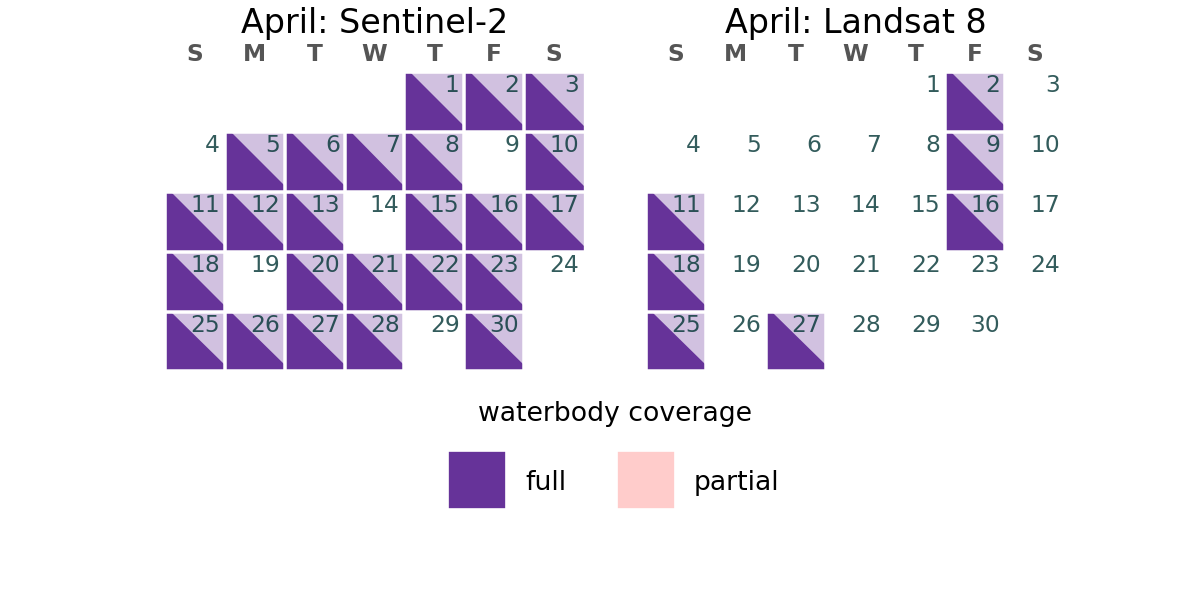 April: Sentinel-2
S M T W T F S
1 2 3
4 5 6 7 8 9 10
11 12 13 14 15 16 17
18 19 20 21 22 23 24
25 26 27 28 29 30
April: Landsat 8
S M T W T F S
1 2 3
4 5 6 7 8 9 10
11 12 13 14 15 16 17
18 19 20 21 22 23 24
25 26 27 28 29 30
waterbody coverage
full partial